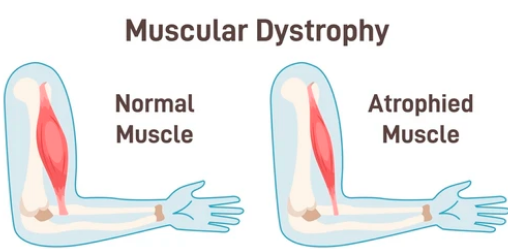 Muscular Dystrophy
Normal
Muscle
Atrophied
Muscle